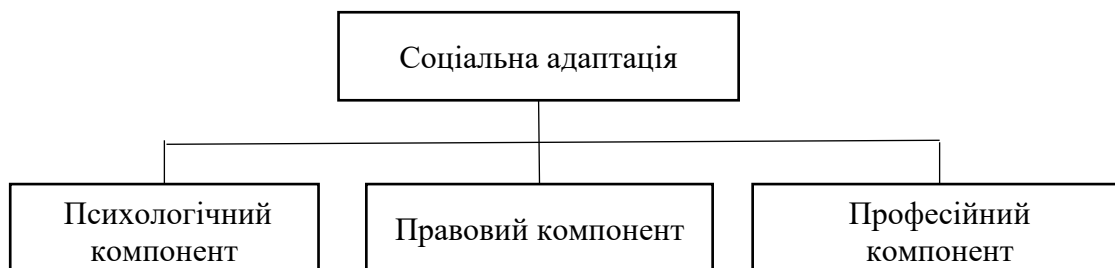 Соціальна адаптація
Психологічний
компонент
Правовий компонент
Професійний
компонент